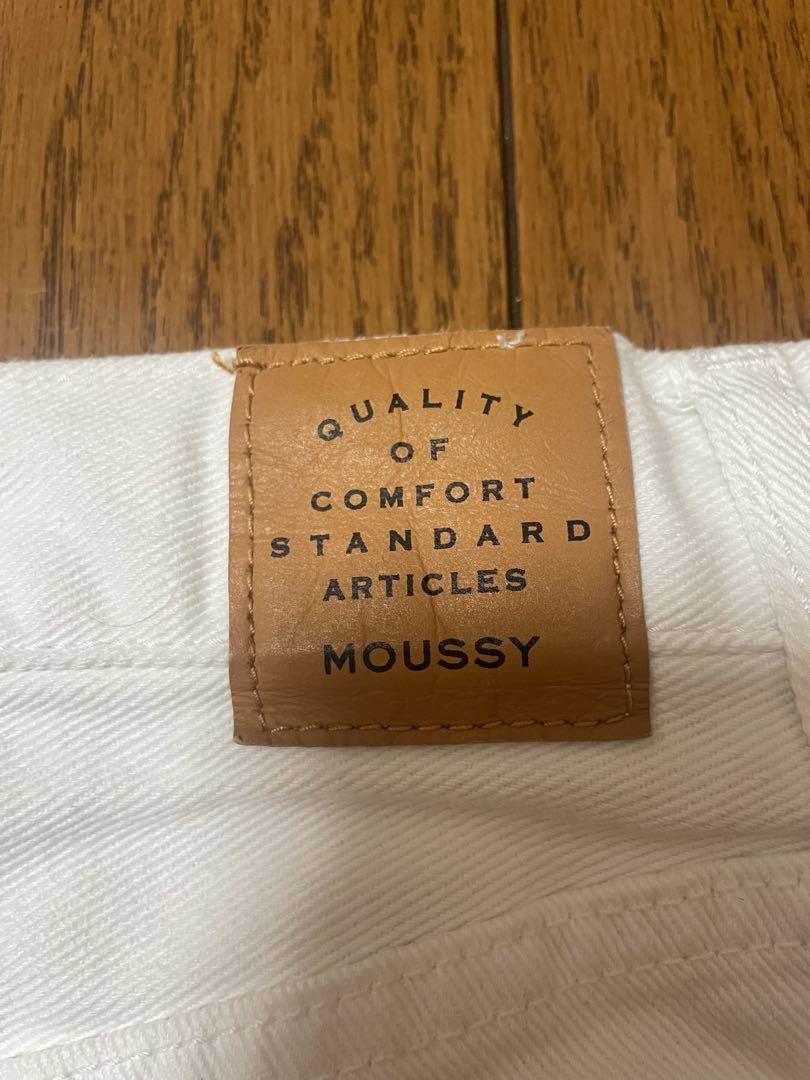 QUALITY
OF
COMFORT
STANDARD
ARTICLES
MOUSSY